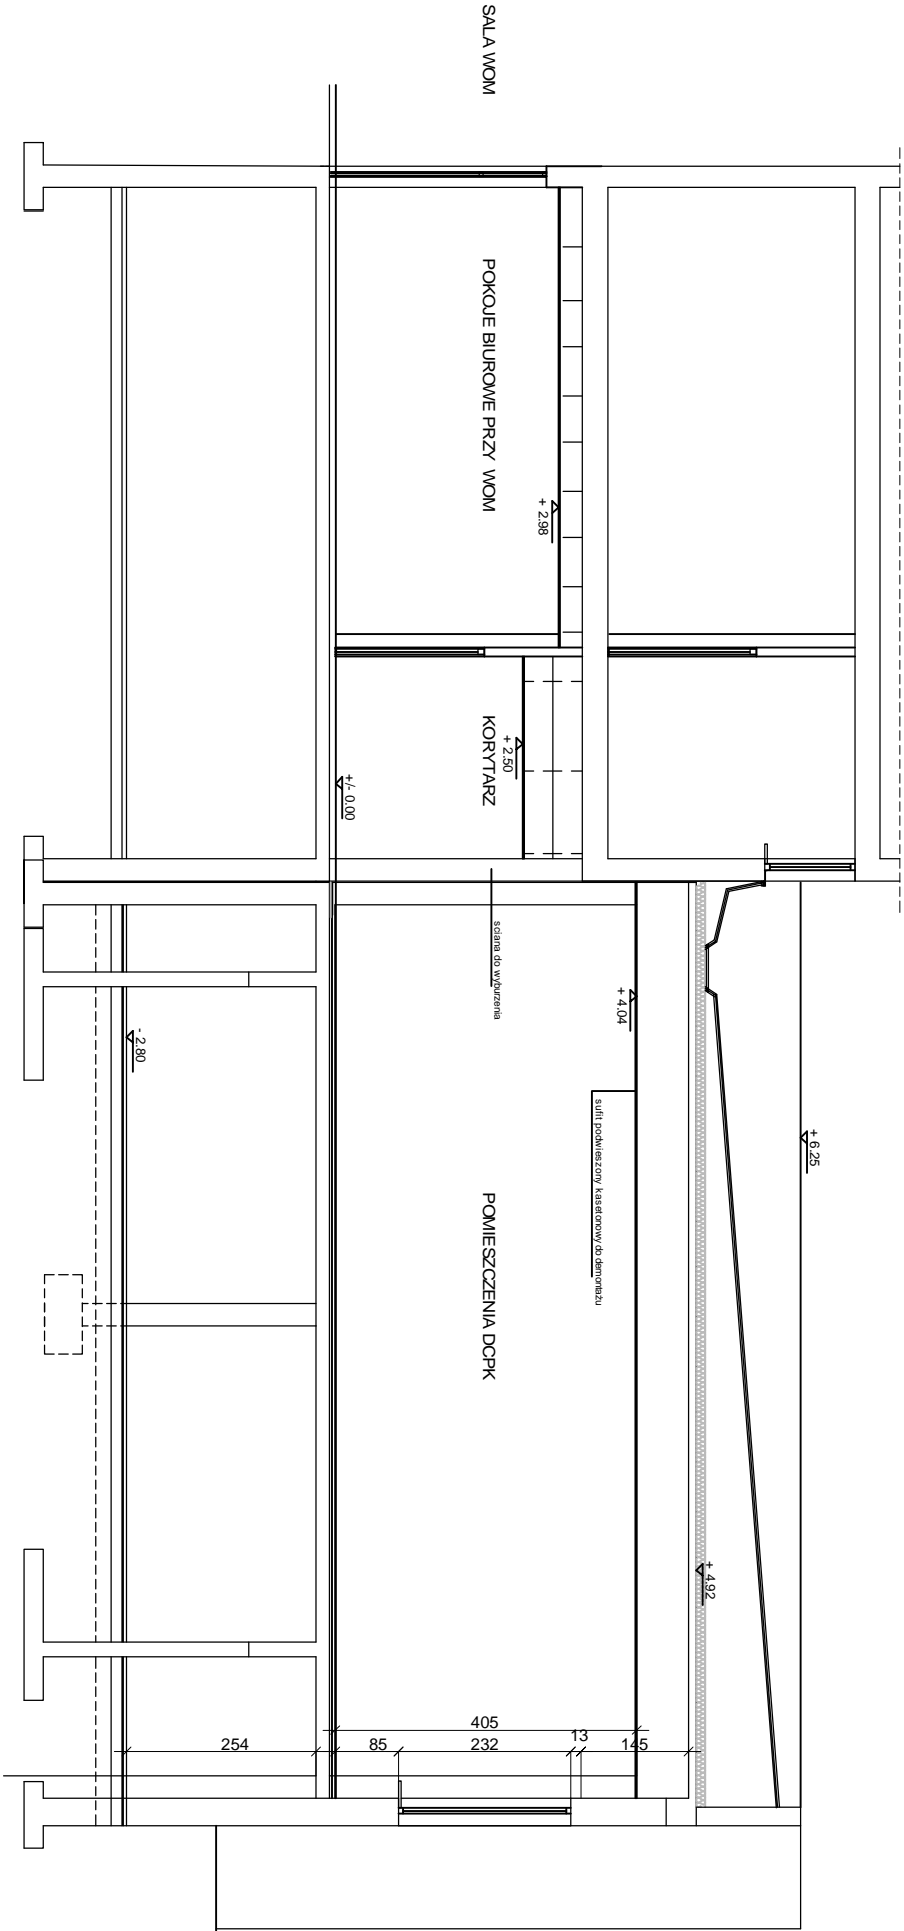 SALA WOM
POKOJE BIUROWE PRZY WOM
+ 2.98
KORYTARZ
+ 2.50
+/- 0.00
sciana do wyburzenia
+ 4.04
- 2.80
sufit podwieszony kasetonowy do demontażu
+ 6.25
POMIESZCZENIA DCPK
+ 4.92
405
13
254
85
232
145